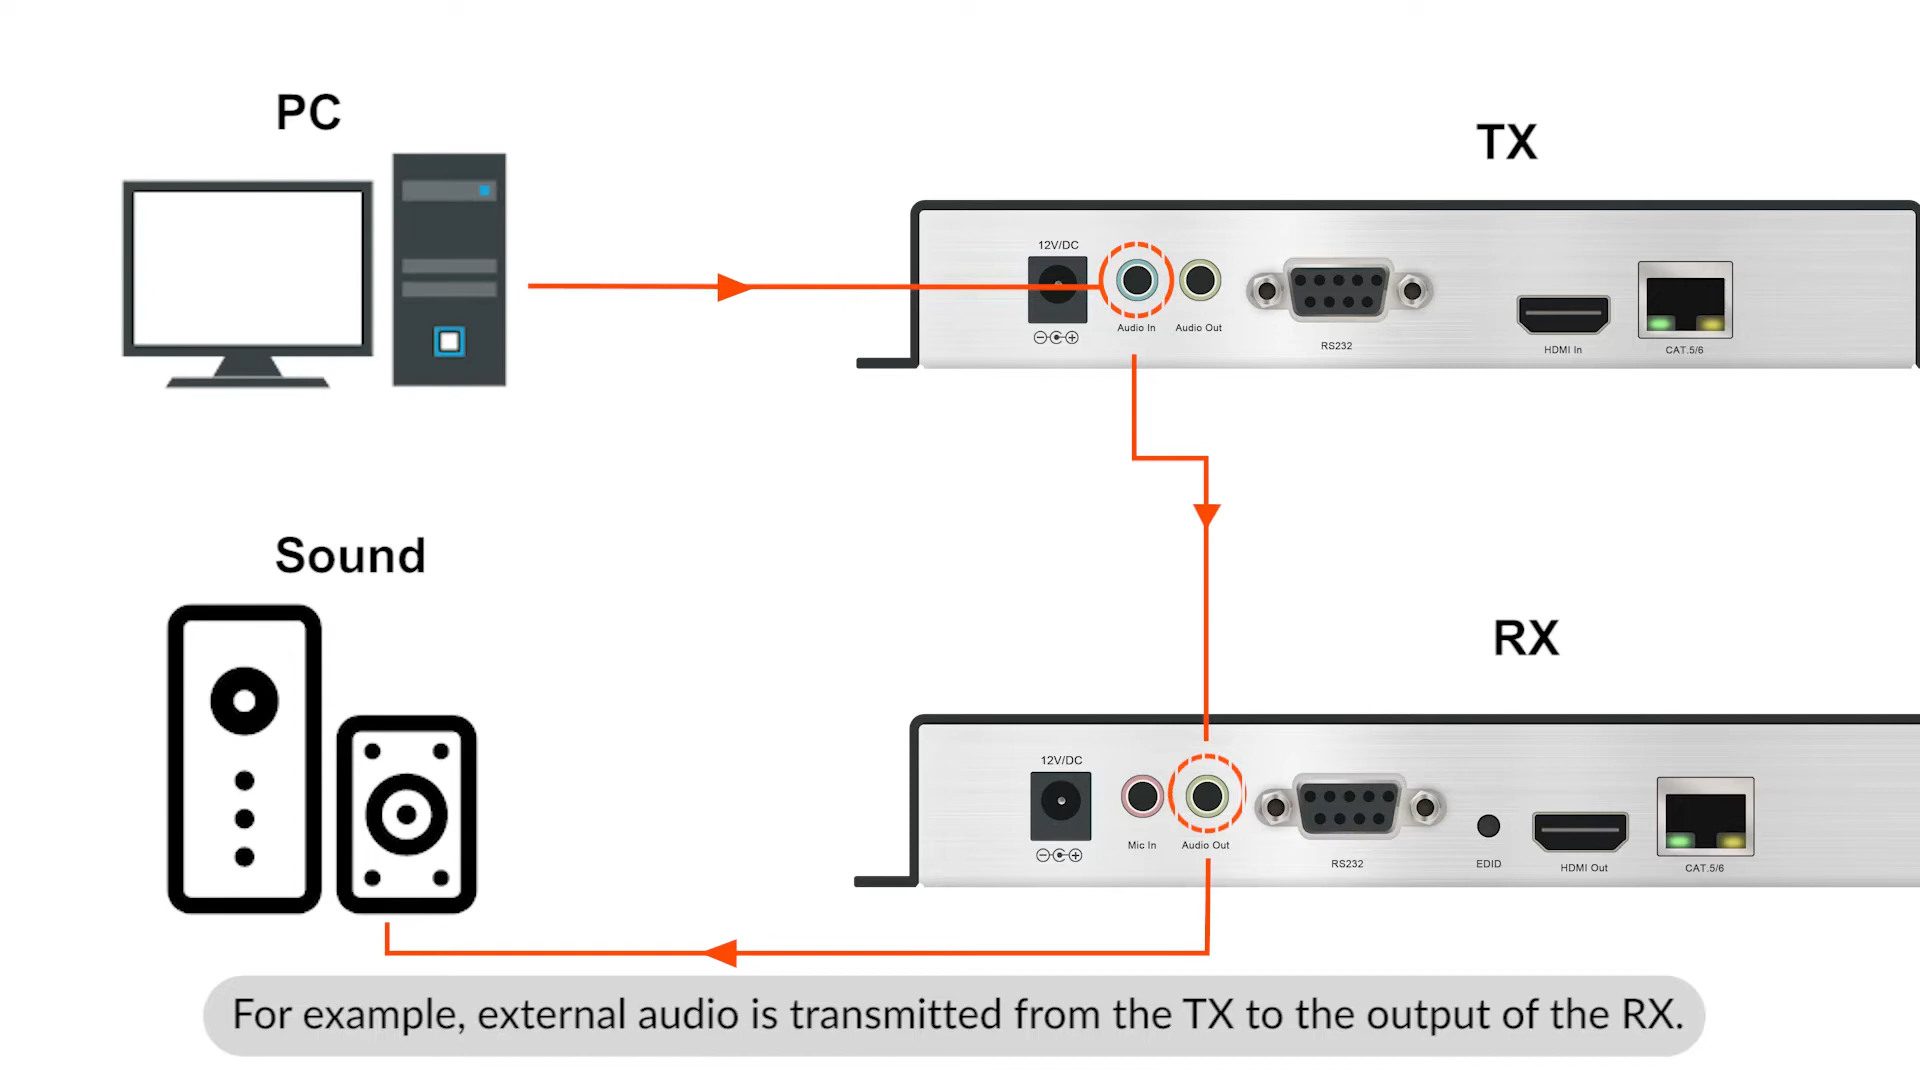 PC
TX
12V/DC
Audio In
Audio Out
RS232
HDMI In
CAT.5/6
Sound
RX
12V/DC
Mic In
Audio Out
RS232
EDID
HDMI Out
CAT.5/6
For example, external audio is transmitted from the TX to the output of the RX.